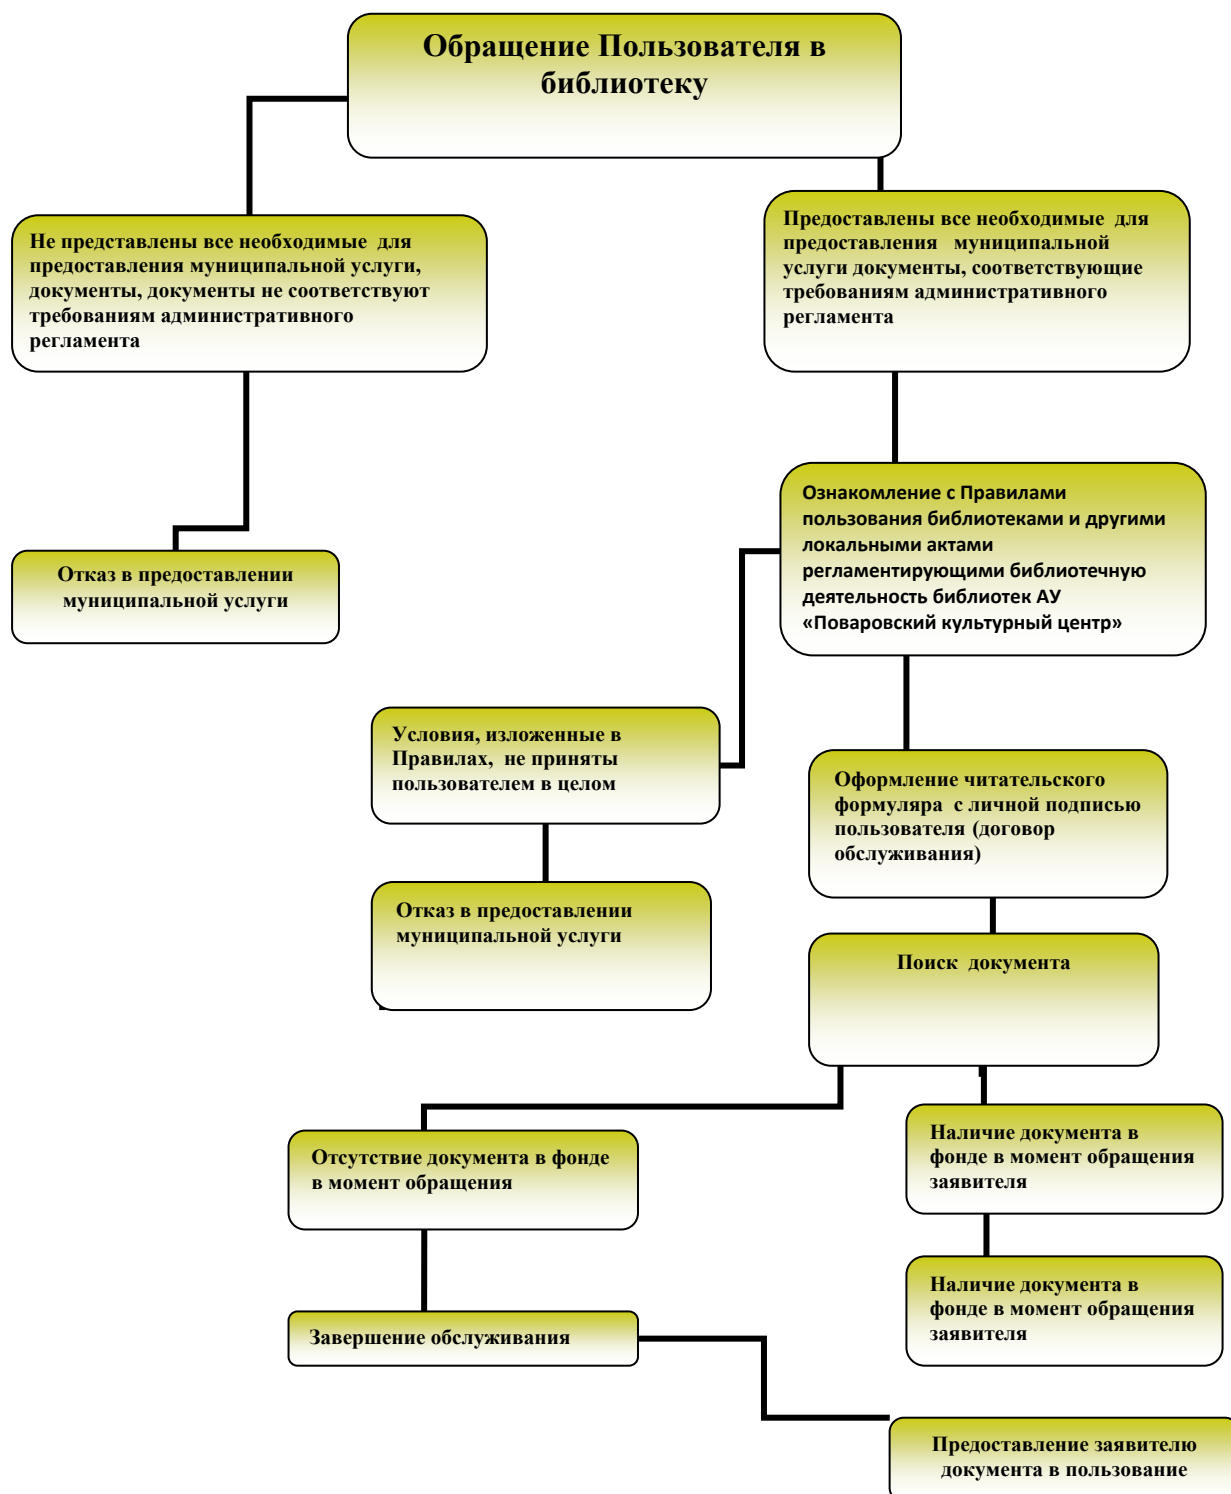 Обращение Пользователя в
библиотеку
Не представлены все необходимые для
предоставления муниципальной услуги,
документы, документы не соответствуют
требованиям административного
регламента
Предоставлены все необходимые для
предоставления муниципальной
услуги документы, соответствующие
требованиям административного
регламента
Ознакомление с Правилами
пользования библиотеками и другими
локальными актами
регламентирующими библиотечную
деятельность библиотек АУ
«Поваровский культурный центр»
Отказ в предоставлении
муниципальной услуги
Условия, изложенные в
Правилах, не приняты
пользователем в целом
Оформление читательского
формуляра с личной подписью
пользователя (договор
обслуживания)
Отказ в предоставлении
муниципальной услуги
Поиск документа
Отсутствие документа в фонде
в момент обращения
Наличие документа в
фонде в момент обращения
заявителя
Наличие документа в
фонде в момент обращения
заявителя
Завершение обслуживания
Предоставление заявителю
документа в пользование